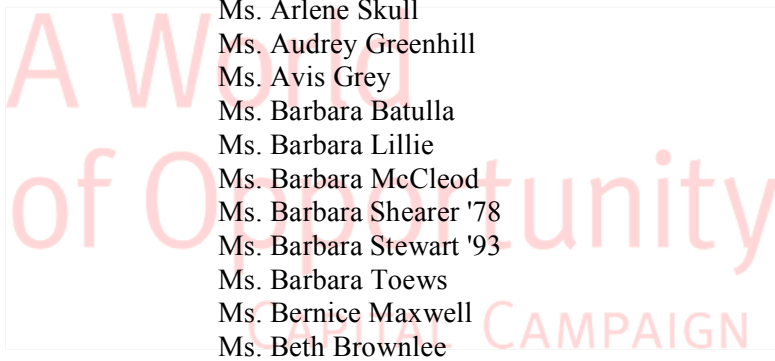 Ms. Arlene Skull
Ms. Audrey Greenhill
Ms. Avis Grey
Ms. Barbara Batulla
Ms. Barbara Lillie
Ms. Barbara McCleod
Ms. Barbara Shearer '78
Ms. Barbara Stewart '93
Ms. Barbara Toews
Ms. Bernice Maxwell
Ms. Beth Brownlee
A World
of Opportunity
CAPITAL CAMPAIGN